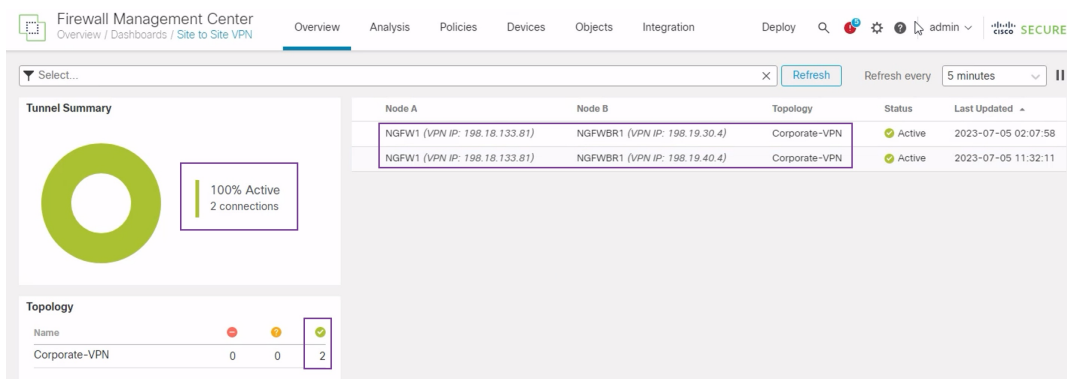 Firewall Management Center
Overview / Dashboards / Site to Site VPN
Overview Analysis Policies Devices Objects Integration Deploy 5 admin CISCO SECURE
Select... Refresh Refresh every 5 minutes
Tunnel Summary
100% Active
2 connections
Node A Node B Topology Status Last Updated
NGFW1 (VPN IP: 198.18.133.81) NGFWBR1 (VPN IP: 198.19.30.4) Corporate-VPN Active 2023-07-05 02:07:58
NGFW1 (VPN IP: 198.18.133.81) NGFWBR1 (VPN IP: 198.19.40.4) Corporate-VPN Active 2023-07-05 11:32:11
Topology
Name
Corporate-VPN 0 0 2